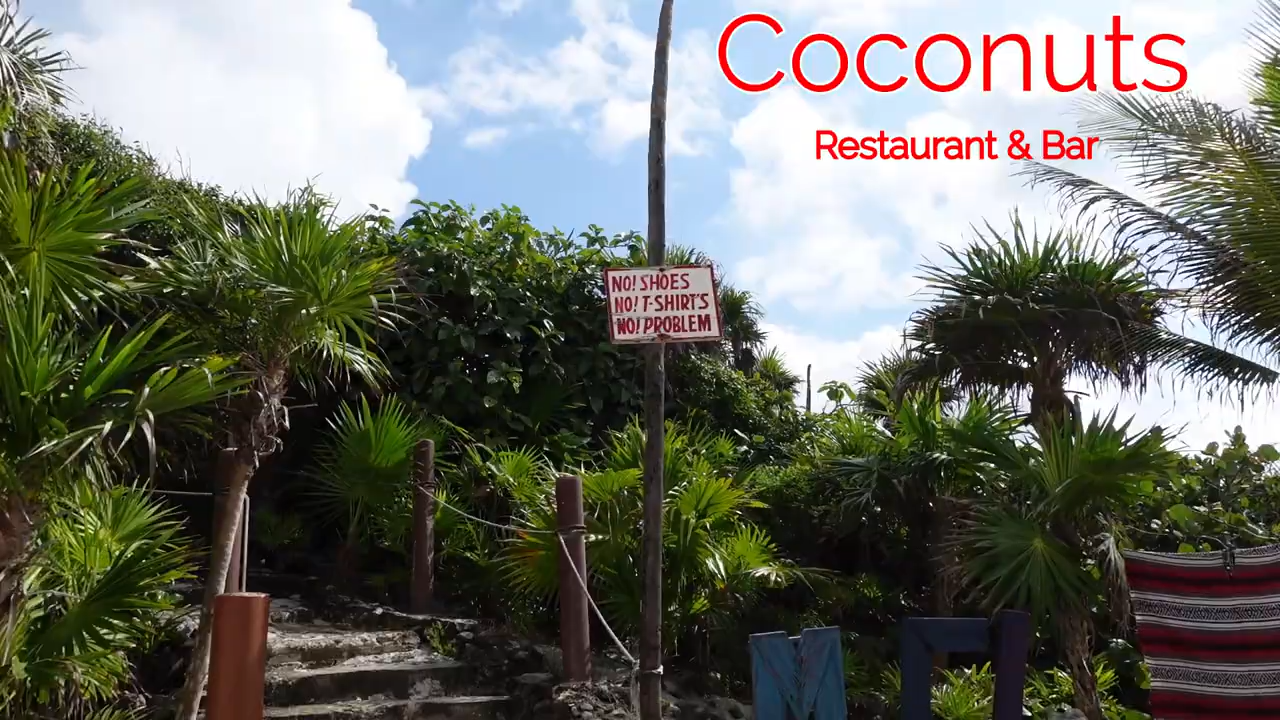 Coconuts
Restaurant & Bar
NO! SHOES
NO! T-SHIRT'S
NO! PROBLEM